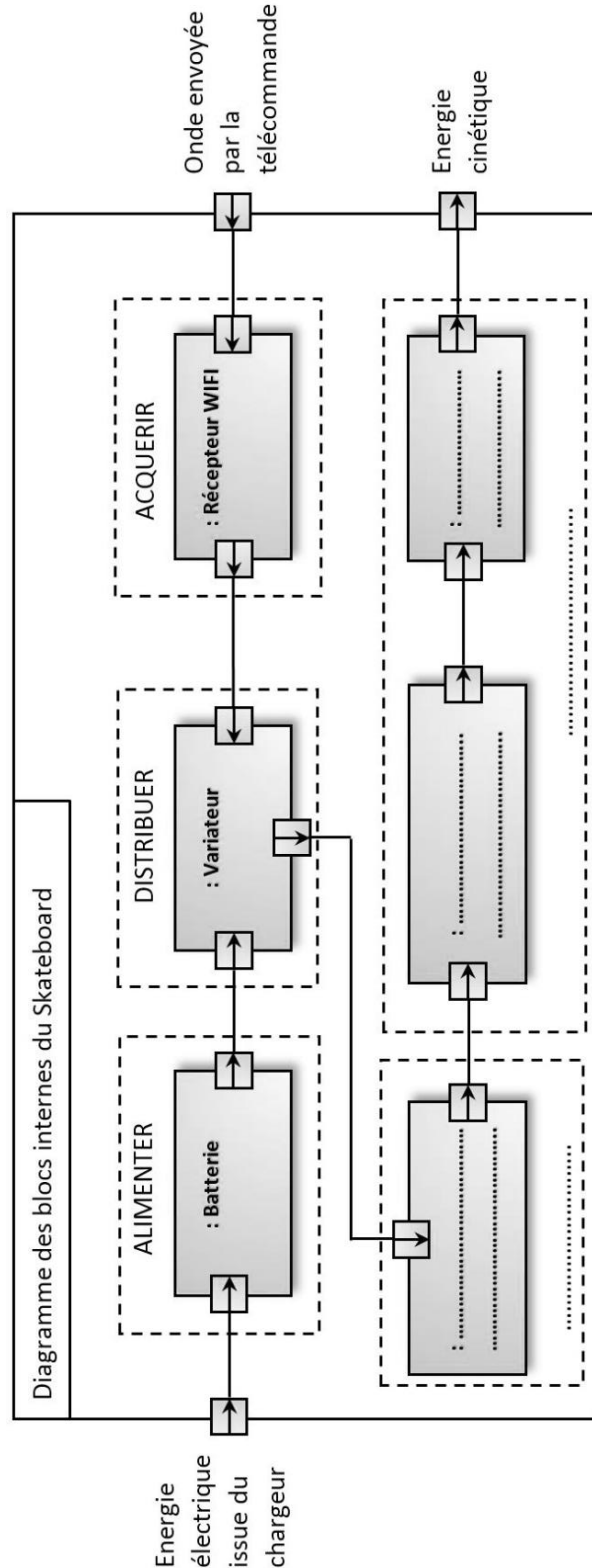 Diagramme des blocs internes du Skateboard
Energie
électrique
issue du
chargeur
ALIMENTER
: Batterie
DISTRIBUER
: Variateur
ACQUERIR
: Récepteur WIFI
Onde envoyée
par la
télécommande
:
:
:
Energie
cinétique